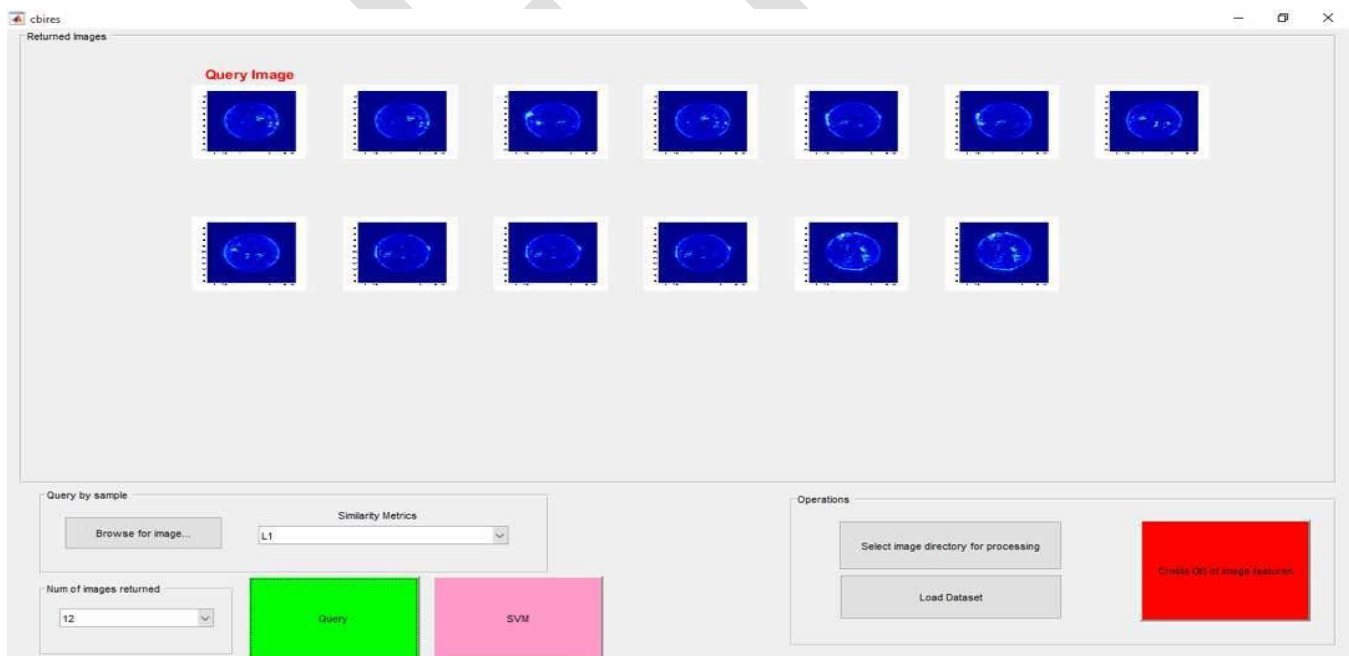 cbires
Returned Images
Query Image
Query by sample
Browse for image...
Similarity Metrics
L1
Num of images returned
12
Query
SVM
Operations
Select image directory for processing
Load Dataset
Create DB of image features